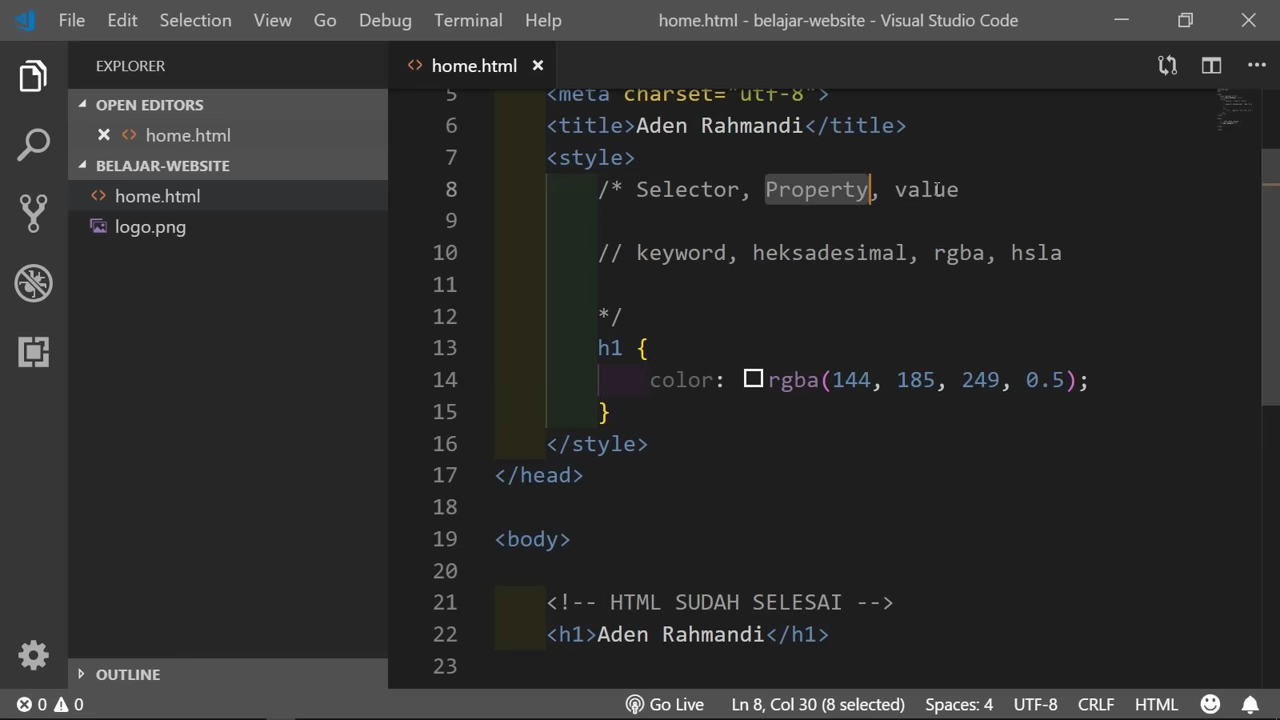 File Edit Selection View Go Debug Terminal Help home.html - belajar-website - Visual Studio Code
EXPLORER
OPEN EDITORS
home.html
BELAJAR-WEBSITE
home.html
logo.png
OUTLINE
home.html
5 <meta charset="utf-8">
6 <title>Aden Rahmandi</title>
7 <style>
8 /* Selector, Property, value
9
10 // keyword, heksadesimal, rgba, hsla
11
12 */
13 h1 {
14 color: rgba(144, 185, 249, 0.5);
15 }
16 </style>
17 </head>
18
19 <body>
20
21 <!-- HTML SUDAH SELESAI -->
22 <h1>Aden Rahmandi</h1>
23
0 0 Go Live Ln 8, Col 30 (8 selected) Spaces: 4 UTF-8 CRLF HTML